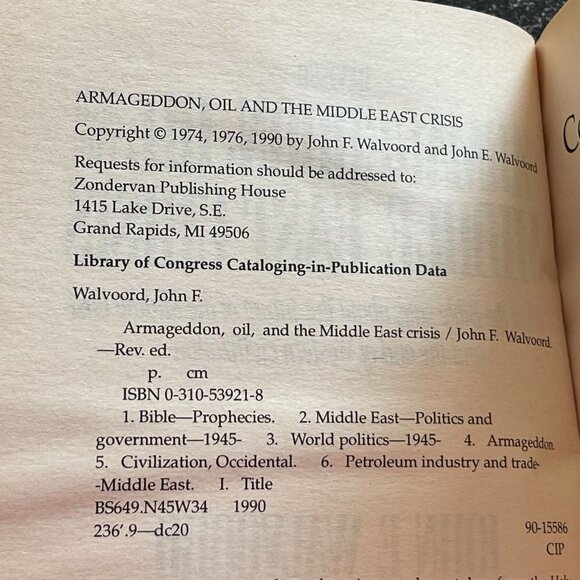 ARMAGEDDON, OIL AND THE MIDDLE EAST CRISIS
Copyright © 1974, 1976, 1990 by John F. Walvoord and John E. Walvoord
Requests for information should be addressed to:
Zondervan Publishing House
1415 Lake Drive, S.E.
Grand Rapids, MI 49506
Library of Congress Cataloging-in-Publication Data
Walvoord, John F.
Armageddon, oil, and the Middle East crisis / John F. Walvoord.
—Rev. ed.
p. cm
ISBN 0-310-53921-8
1. Bible—Prophecies. 2. Middle East—Politics and
government—1945- 3. World politics—1945- 4. Armageddon.
5. Civilization, Occidental. 6. Petroleum industry and trade-
-Middle East. I. Title
BS649.N45W34 1990
236'.9—dc20
90-15586
CIP